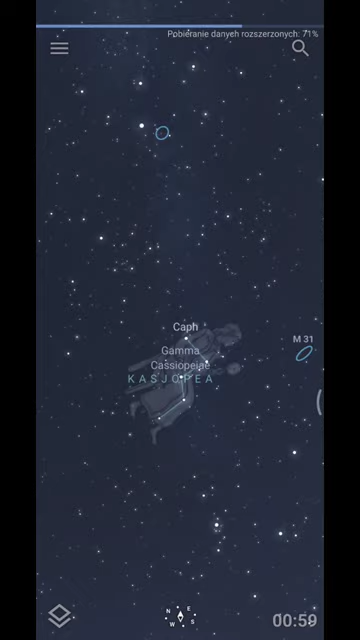 Pobieranie danych rozszerzonych: 71%
Caph
M 31
Gamma
Cassiopeiae
KASJOPEA
N E
W S
00:59